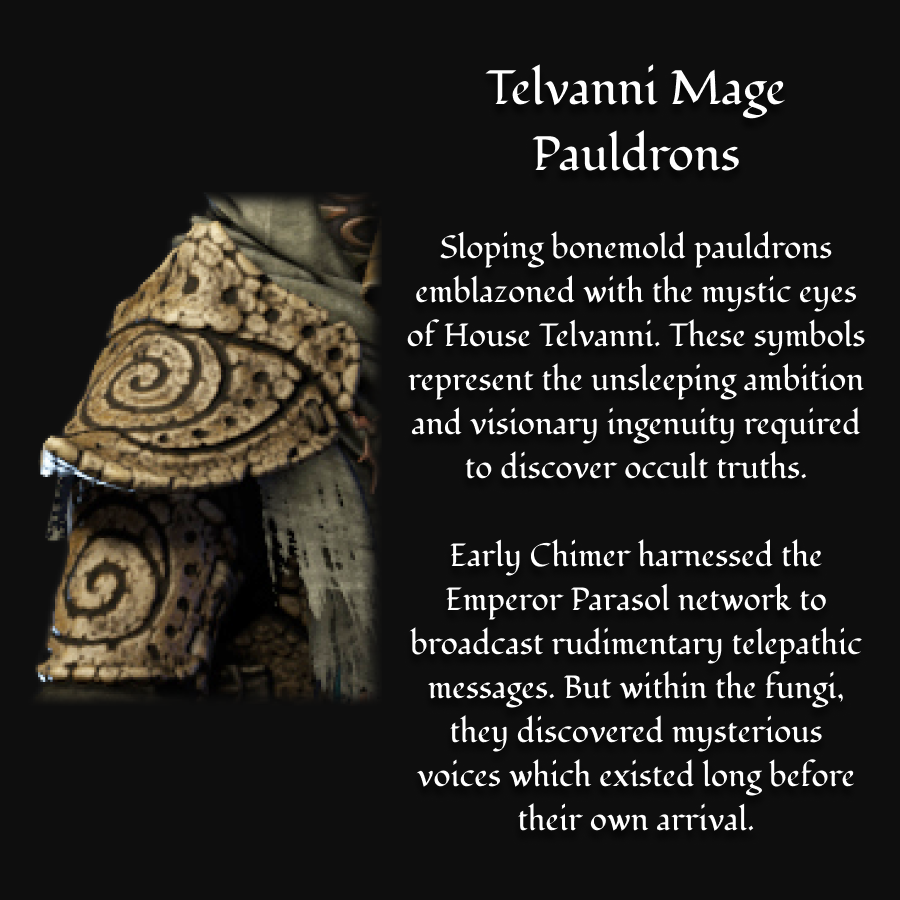 Telvanni Mage
Pauldrons
Sloping bonemold pauldrons
emblazoned with the mystic eyes
of House Telvanni. These symbols
represent the unsleeping ambition
and visionary ingenuity required
to discover occult truths.
Early Chimer harnessed the
Emperor Parasol network to
broadcast rudimentary telepathic
messages. But within the fungi,
they discovered mysterious
voices which existed long before
their own arrival.